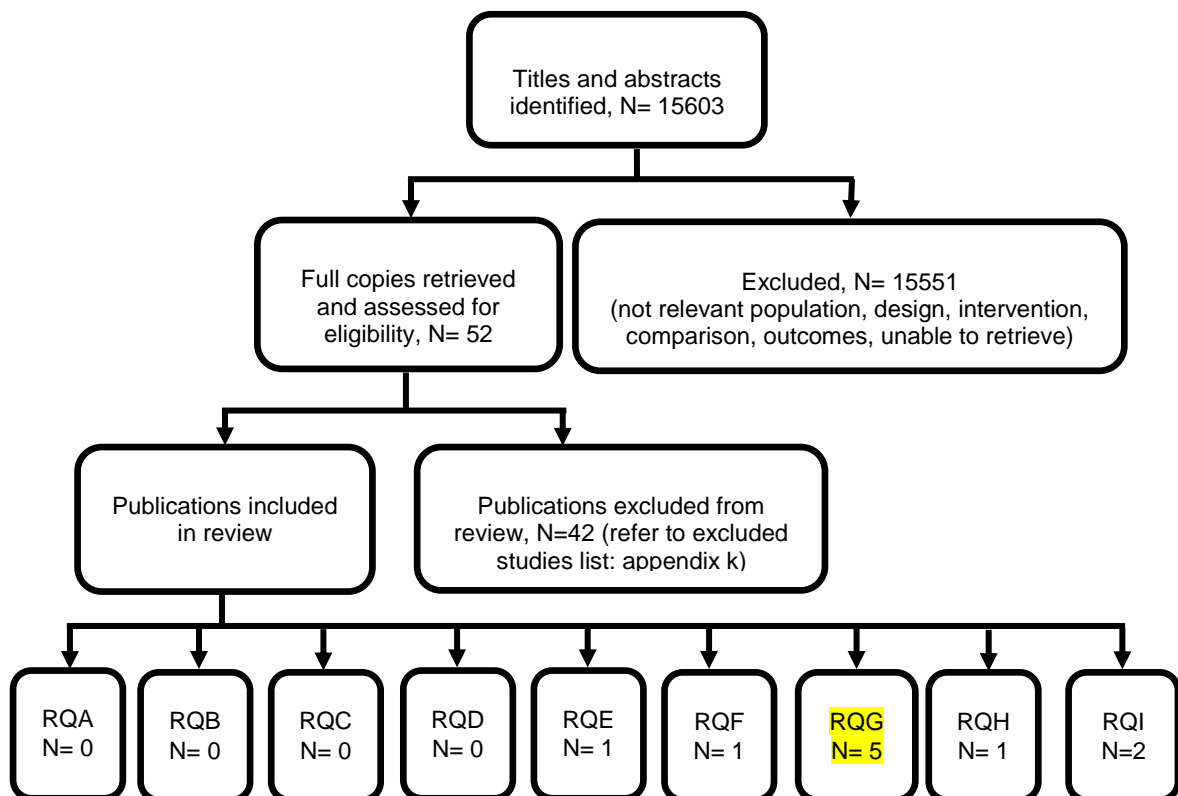 Titles and abstracts
identified, N= 15603
Full copies retrieved
and assessed for
eligibility, N= 52
Excluded, N= 15551
(not relevant population, design, intervention,
comparison, outcomes, unable to retrieve)
Publications included
in review
Publications excluded from
review, N=42 (refer to excluded
studies list: appendix k)
RQA
N= 0
RQB
N= 0
RQC
N= 0
RQD
N= 0
RQE
N= 1
RQF
N= 1
RQG
N= 5
RQH
N= 1
RQI
N=2